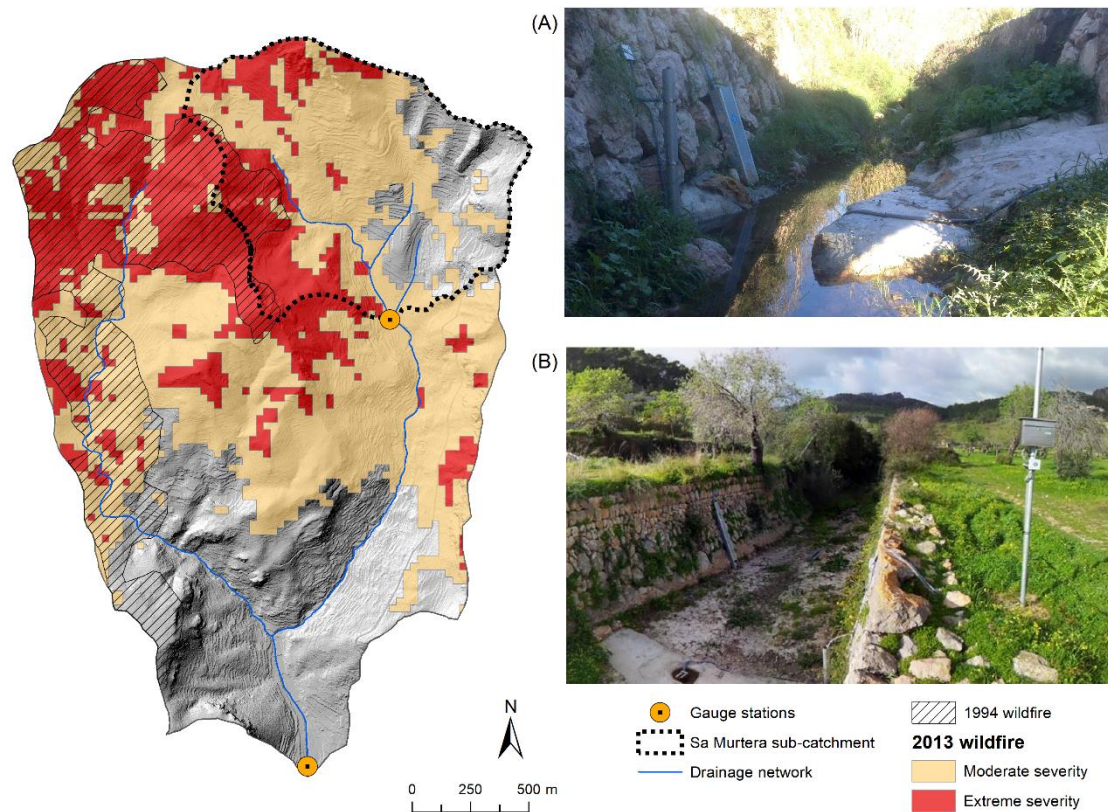 (A)
(B)
N
0 250 500 m
Gauge stations
Sa Murtera sub-catchment
Drainage network
1994 wildfire
2013 wildfire
Moderate severity
Extreme severity